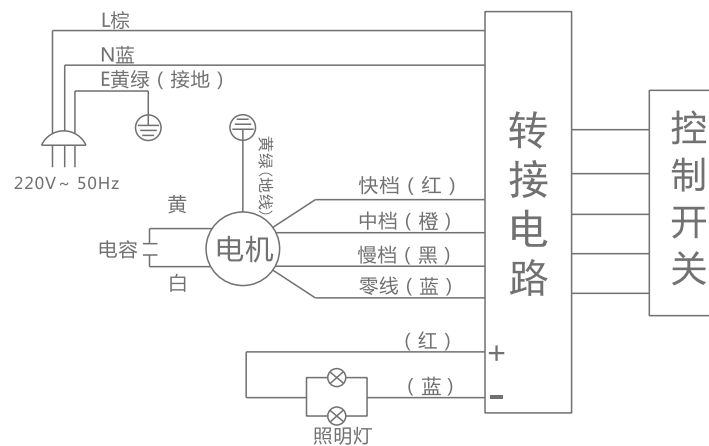 L棕
N蓝
E黄绿（接地）
220V~ 50Hz
黄绿(地线)
黄
电容
白
电机
快档（红）
中档（橙）
慢档（黑）
零线（蓝）
（红）
（蓝）
+
-
照明灯
转接电路
控制开关